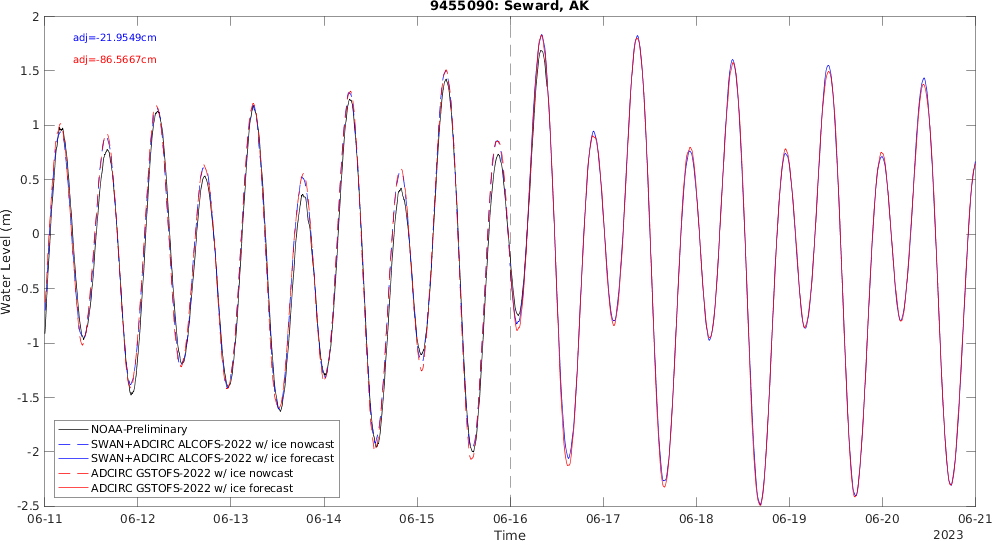 9455090: Seward, AK
adj=-21.9549cm
adj=-86.5667cm
2
1.5
1
0.5
0
-0.5
-1
-1.5
-2
-2.5
Water Level (m)
NOAA-Preliminary
SWAN+ADCIRC ALCOFS-2022 w/ ice nowcast
SWAN+ADCIRC ALCOFS-2022 w/ ice forecast
ADCIRC GSTOFS-2022 w/ ice nowcast
ADCIRC GSTOFS-2022 w/ ice forecast
06-11 06-12 06-13 06-14 06-15 06-16 06-17 06-18 06-19 06-20 06-21
Time
2023